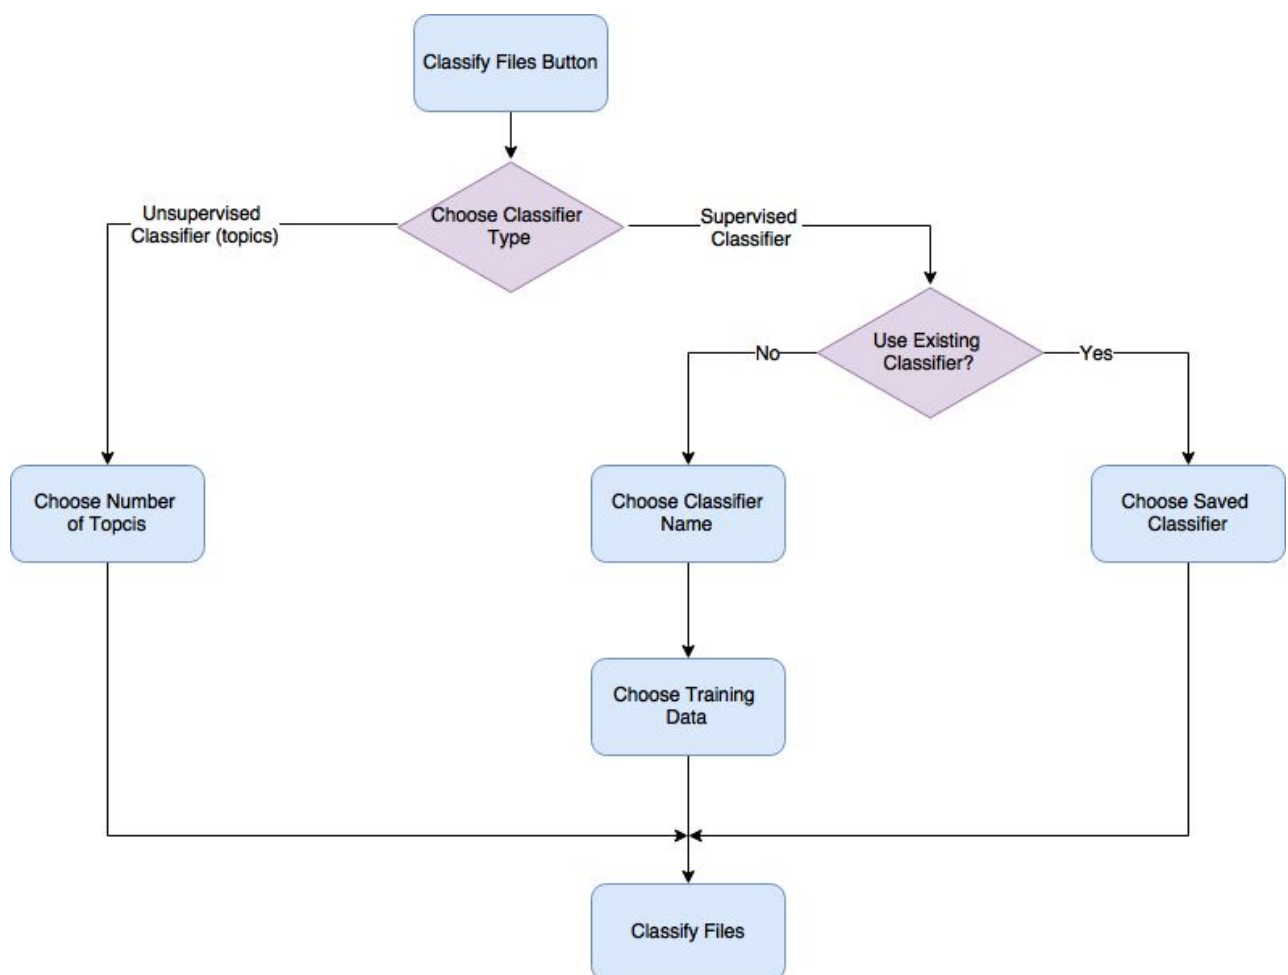 Classify Files Button
Choose Classifier
Type
Unsupervised
Classifier (topics)
Supervised
Classifier
Use Existing
Classifier?
No
Yes
Choose Number
of Topcis
Choose Classifier
Name
Choose Saved
Classifier
Choose Training
Data
Classify Files